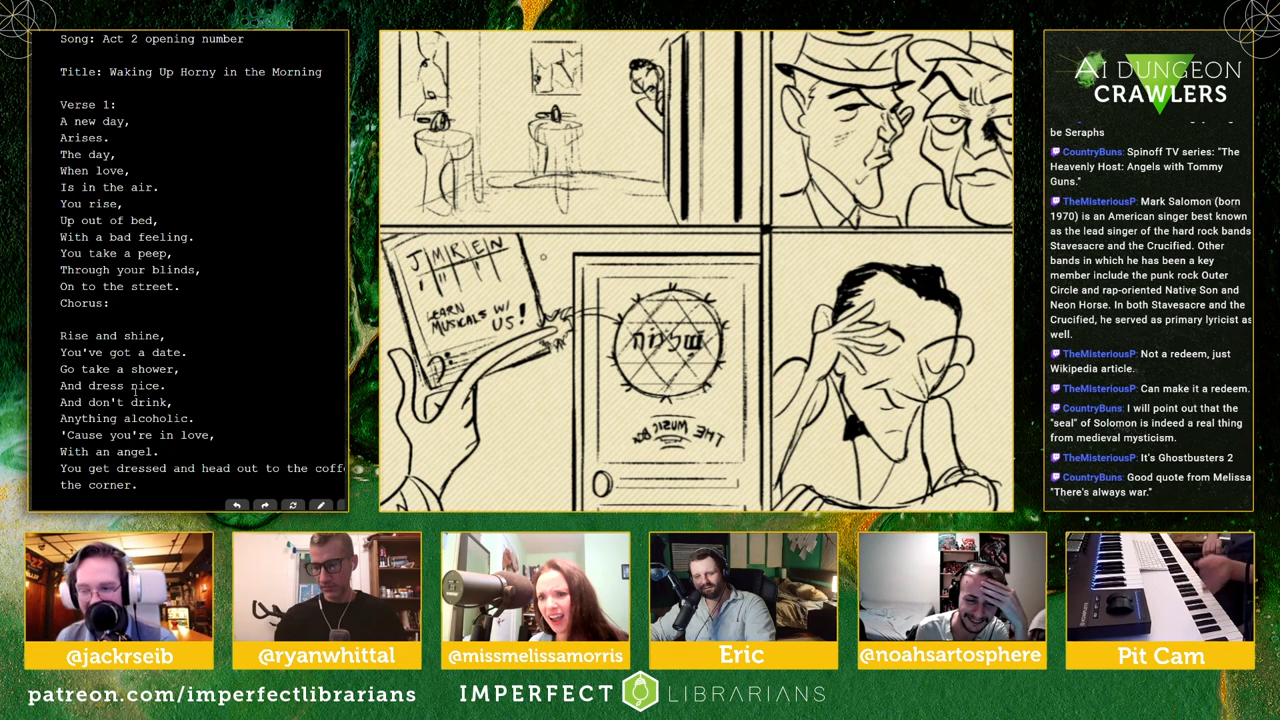 Song: Act 2 opening number
Title: Waking Up Horny in the Morning
Verse 1:
A new day,
Arises.
The day,
When love,
Is in the air.
You rise,
Up out of bed,
With a bad feeling.
You take a peep,
Through your blinds,
On to the street.
Chorus:
Rise and shine,
You've got a date.
Go take a shower,
And dress nice.
And don't drink,
Anything alcoholic.
'Cause you're in love,
With an angel.
You get dressed and head out to the coff
the corner.
JMREN
LEARN
MUSICALS W/
US!
שלמה
THE MUSIC BOX
AI DUNGEON
CRAWLERS
be Seraphs
CountryBuns: Spinoff TV series: "The
Heavenly Host: Angels with Tommy
Guns."
TheMisteriousP: Mark Salomon (born
1970) is an American singer best known
as the lead singer of the hard rock bands
Stavesacre and the Crucified. Other
bands in which he has been a key
member include the punk rock Outer
Circle and rap-oriented Native Son and
Neon Horse. In both Stavesacre and the
Crucified, he served as primary lyricist as
well.
TheMisteriousP: Not a redeem, just
Wikipedia article.
TheMisteriousP: Can make it a redeem.
CountryBuns: I will point out that the
"seal" of Solomon is indeed a real thing
from medieval mysticism.
TheMisteriousP: It's Ghostbusters 2
CountryBuns: Good quote from Melissa
"There's always war."
@jackrseib
@ryanwhittal
@missmelissamorris
Eric
@noahsartosphere
Pit Cam
patreon.com/imperfectlibrarians
IMPERFECT LIBRARIANS